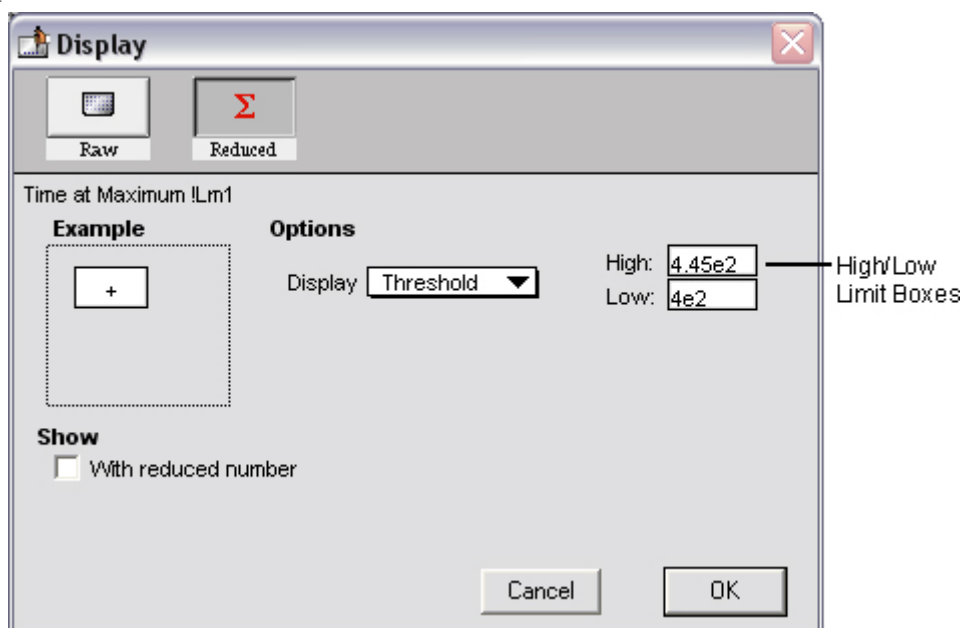 Display
Raw
Σ
Reduced
Time at Maximum !Lm1
Example
Options
+
Display Threshold
High: 4.45e2
Low: 4e2
High/Low
Limit Boxes
Show
With reduced number
Cancel
OK